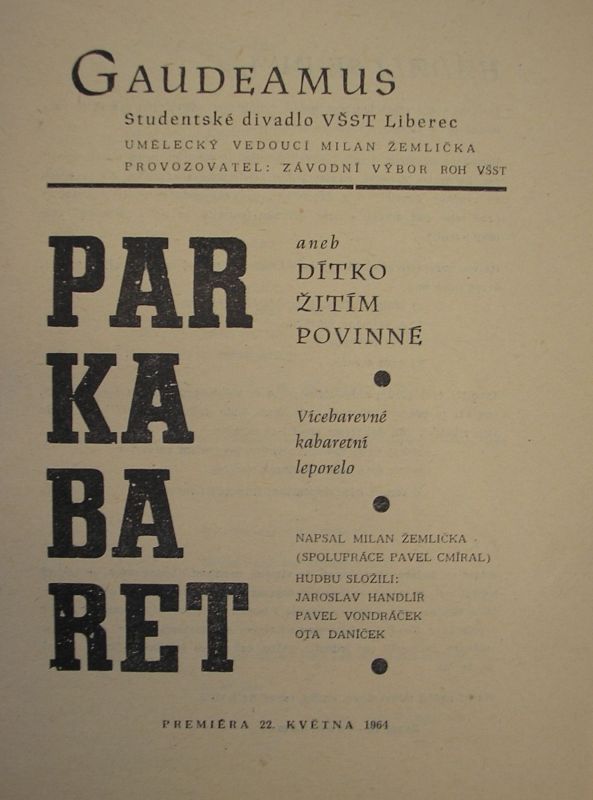 GAUDEAMUS
Studentské divadlo VŠST Liberec
UMĚLECKÝ VEDOUCÍ MILAN ŽEMLIČKA
PROVOZOVATEL: ZÁVODNÍ VÝBOR ROH VŠST
PAR
KA
BA
RET
aneb
DÍTKO
ŽITÍM
POVINNÉ
Vícebarevné
kabaretní
leporelo
NAPSAL MILAN ŽEMLIČKA
(SPOLUPRÁCE PAVEL CMÍRAL)
HUDBU SLOŽILI:
JAROSLAV HANDLÍŘ
PAVEL VONDRÁČEK
OTA DANÍČEK
PREMIÉRA 22. KVĚTNA 1964